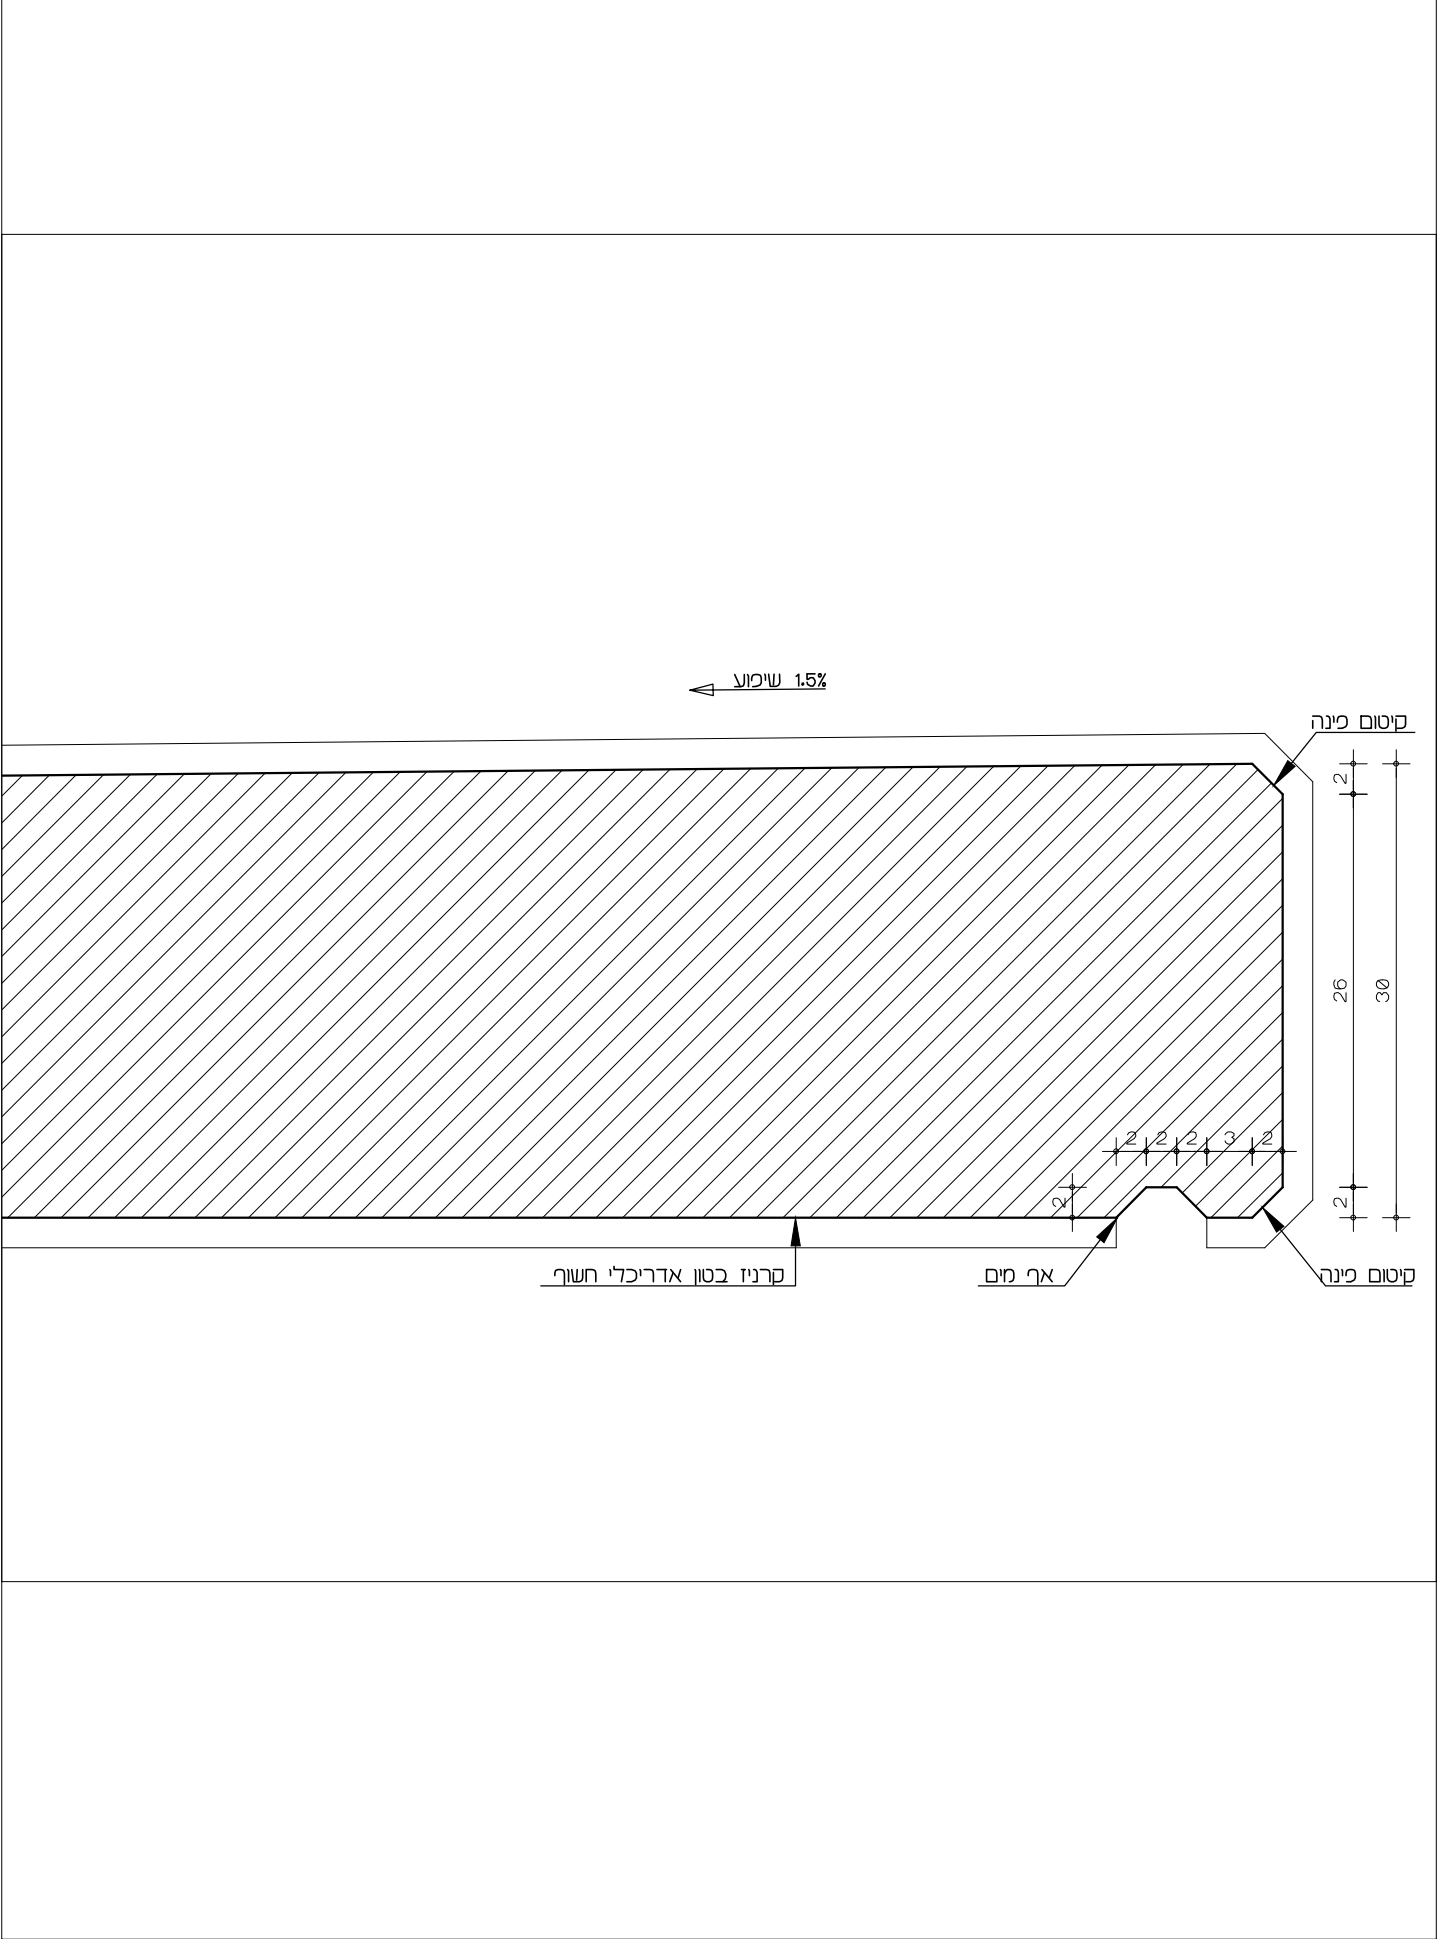 1.5% שיפוע
קיטום פינה
2
26
30
2 2 2 3 2
2
2
קרניז בטון אדריכלי חשוף
אף מים
קיטום פינה